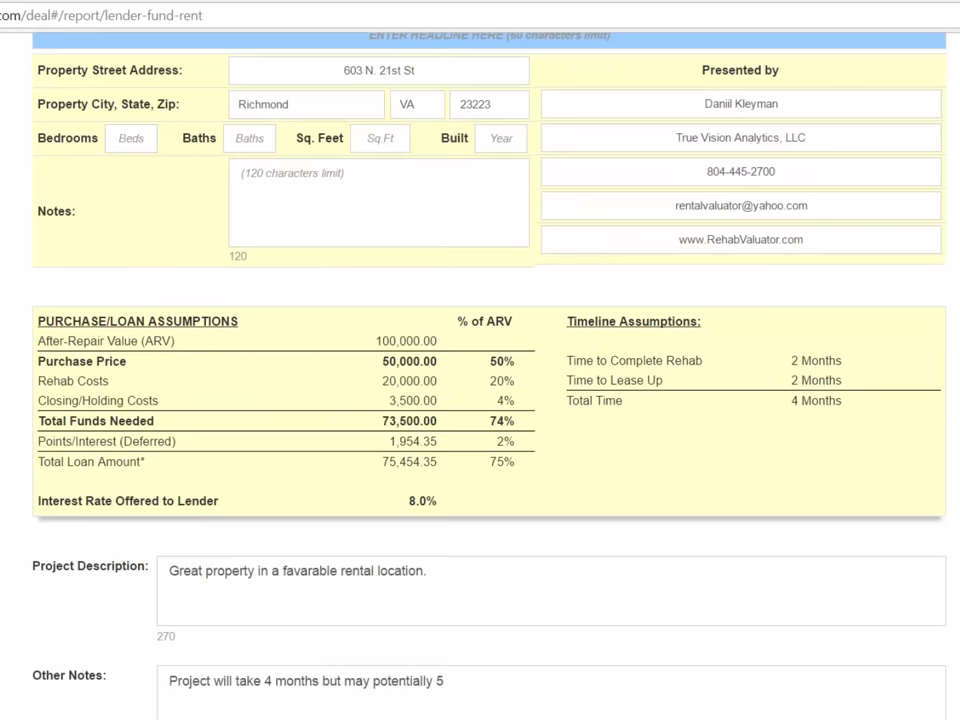 com/deal#/report/lender-fund-rent
ENTER HEADLINE HERE (60 characters limit)
Property Street Address: 603 N. 21st St Presented by
Property City, State, Zip: Richmond VA 23223 Daniil Kleyman
Bedrooms Beds Baths Baths Sq. Feet Sq.Ft Built Year True Vision Analytics, LLC
(120 characters limit) 804-445-2700
Notes: rentalvaluator@yahoo.com
www.RehabValuator.com
120
PURCHASE/LOAN ASSUMPTIONS % of ARV Timeline Assumptions:
After-Repair Value (ARV) 100,000.00
Purchase Price 50,000.00 50% Time to Complete Rehab 2 Months
Rehab Costs 20,000.00 20% Time to Lease Up 2 Months
Closing/Holding Costs 3,500.00 4% Total Time 4 Months
Total Funds Needed 73,500.00 74%
Points/Interest (Deferred) 1,954.35 2%
Total Loan Amount* 75,454.35 75%
Interest Rate Offered to Lender 8.0%
Project Description: Great property in a favarable rental location.
270
Other Notes: Project will take 4 months but may potentially 5